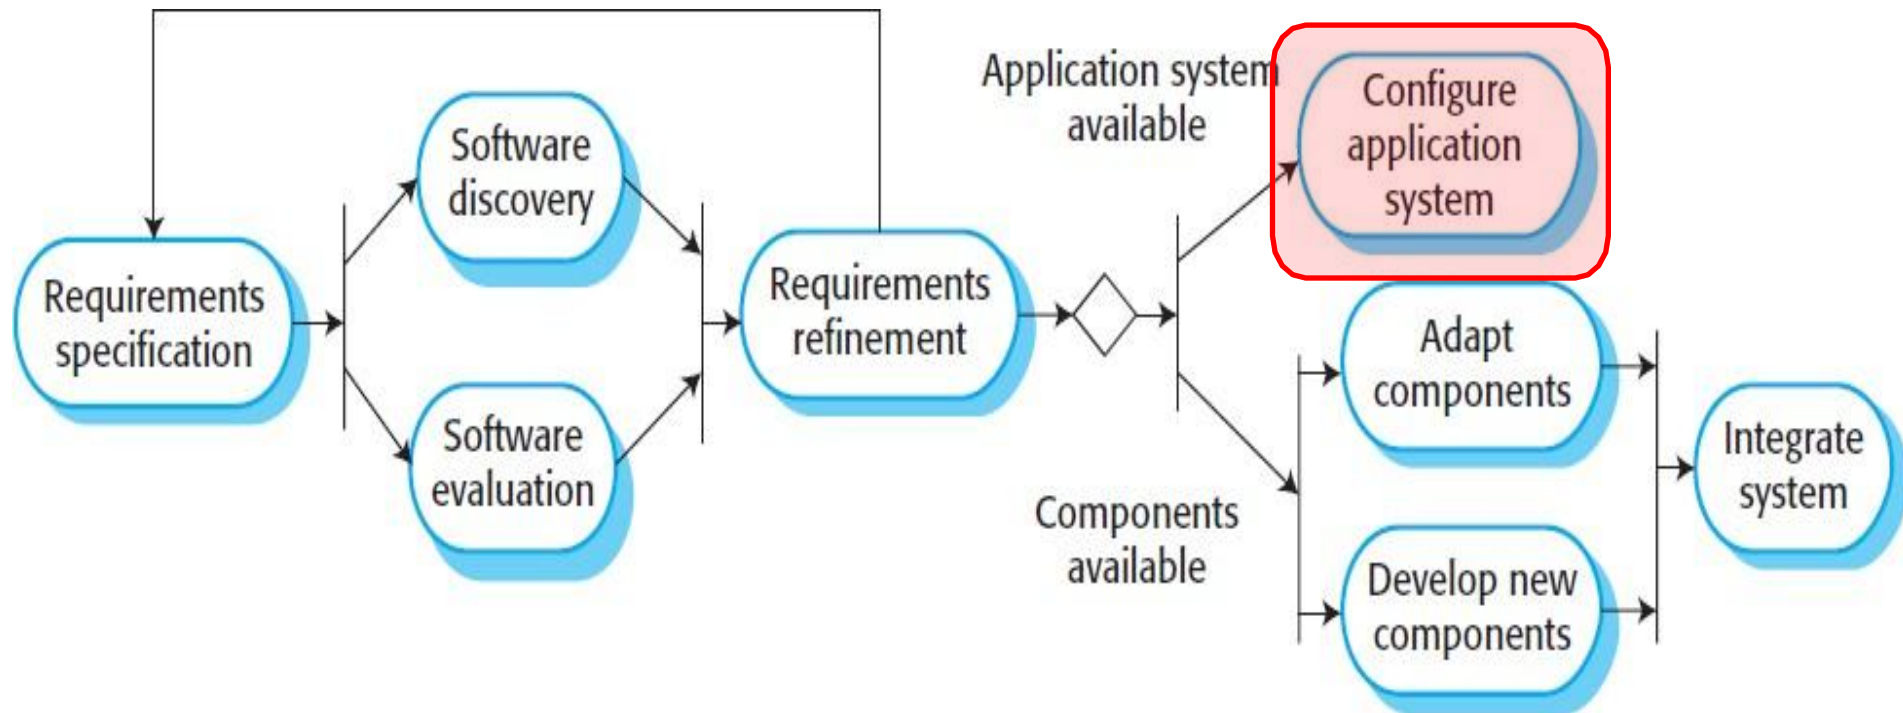 Requirements
specification
Software
discovery
Software
evaluation
Requirements
refinement
Application system
available
Configure
application
system
Components
available
Adapt
components
Develop new
components
Integrate
system